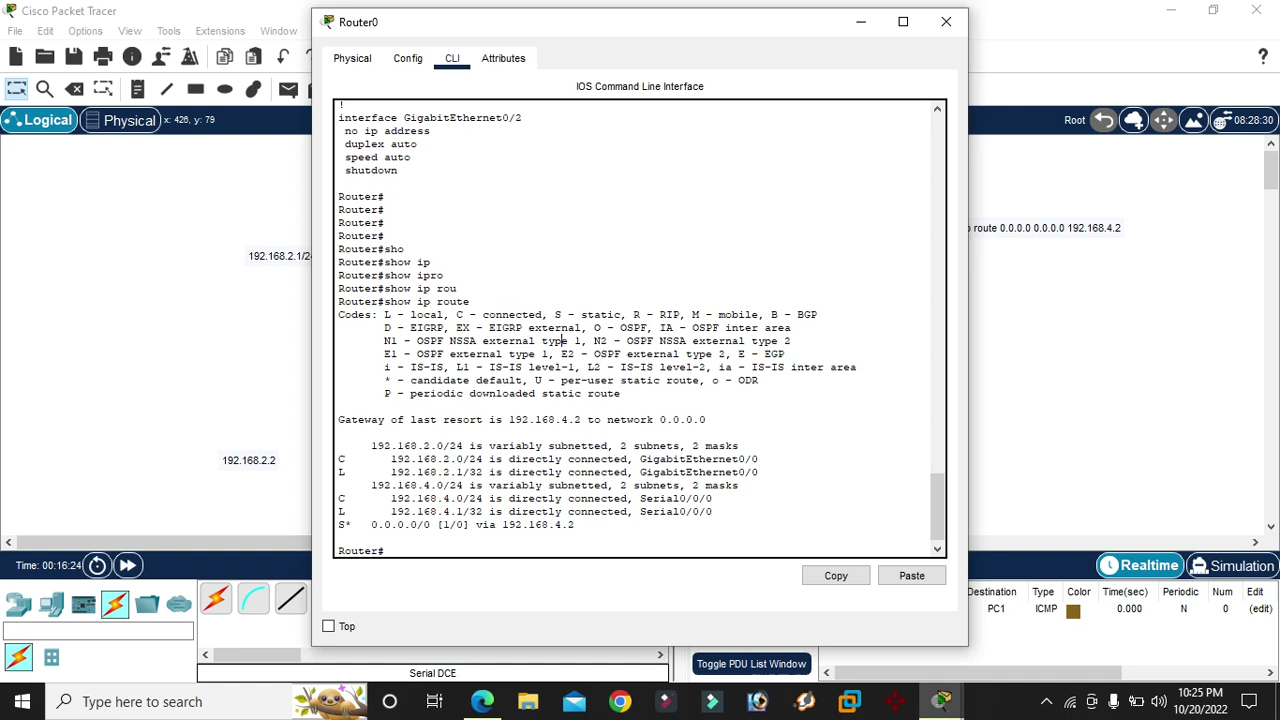 Cisco Packet Tracer
File Edit Options View Tools Extensions Window
Logical
Physical
x: 426, y: 79
Root
08:28:30
192.168.2.1/24
192.168.2.2
route 0.0.0.0 0.0.0.0 192.168.4.2
Router0
Physical Config CLI Attributes
IOS Command Line Interface
!
interface GigabitEthernet0/2
no ip address
duplex auto
speed auto
shutdown
Router#
Router#
Router#
Router#
Router#sho
Router#show ip
Router#show ipro
Router#show ip rou
Router#show ip route
Codes: L - local, C - connected, S - static, R - RIP, M - mobile, B - BGP
D - EIGRP, EX - EIGRP external, O - OSPF, IA - OSPF inter area
N1 - OSPF NSSA external type 1, N2 - OSPF NSSA external type 2
E1 - OSPF external type 1, E2 - OSPF external type 2, E - EGP
i - IS-IS, L1 - IS-IS level-1, L2 - IS-IS level-2, ia - IS-IS inter area
* - candidate default, U - per-user static route, o - ODR
P - periodic downloaded static route
Gateway of last resort is 192.168.4.2 to network 0.0.0.0
192.168.2.0/24 is variably subnetted, 2 subnets, 2 masks
C 192.168.2.0/24 is directly connected, GigabitEthernet0/0
L 192.168.2.1/32 is directly connected, GigabitEthernet0/0
192.168.4.0/24 is variably subnetted, 2 subnets, 2 masks
C 192.168.4.0/24 is directly connected, Serial0/0/0
L 192.168.4.1/32 is directly connected, Serial0/0/0
S* 0.0.0.0/0 [1/0] via 192.168.4.2
Router#
Copy Paste
Top
Time: 00:16:24
Realtime Simulation
Destination Type Color Time(sec) Periodic Num Edit
PC1 ICMP 0.000 N 0 (edit)
Serial DCE
Toggle PDU List Window
Type here to search
10:25 PM
10/20/2022